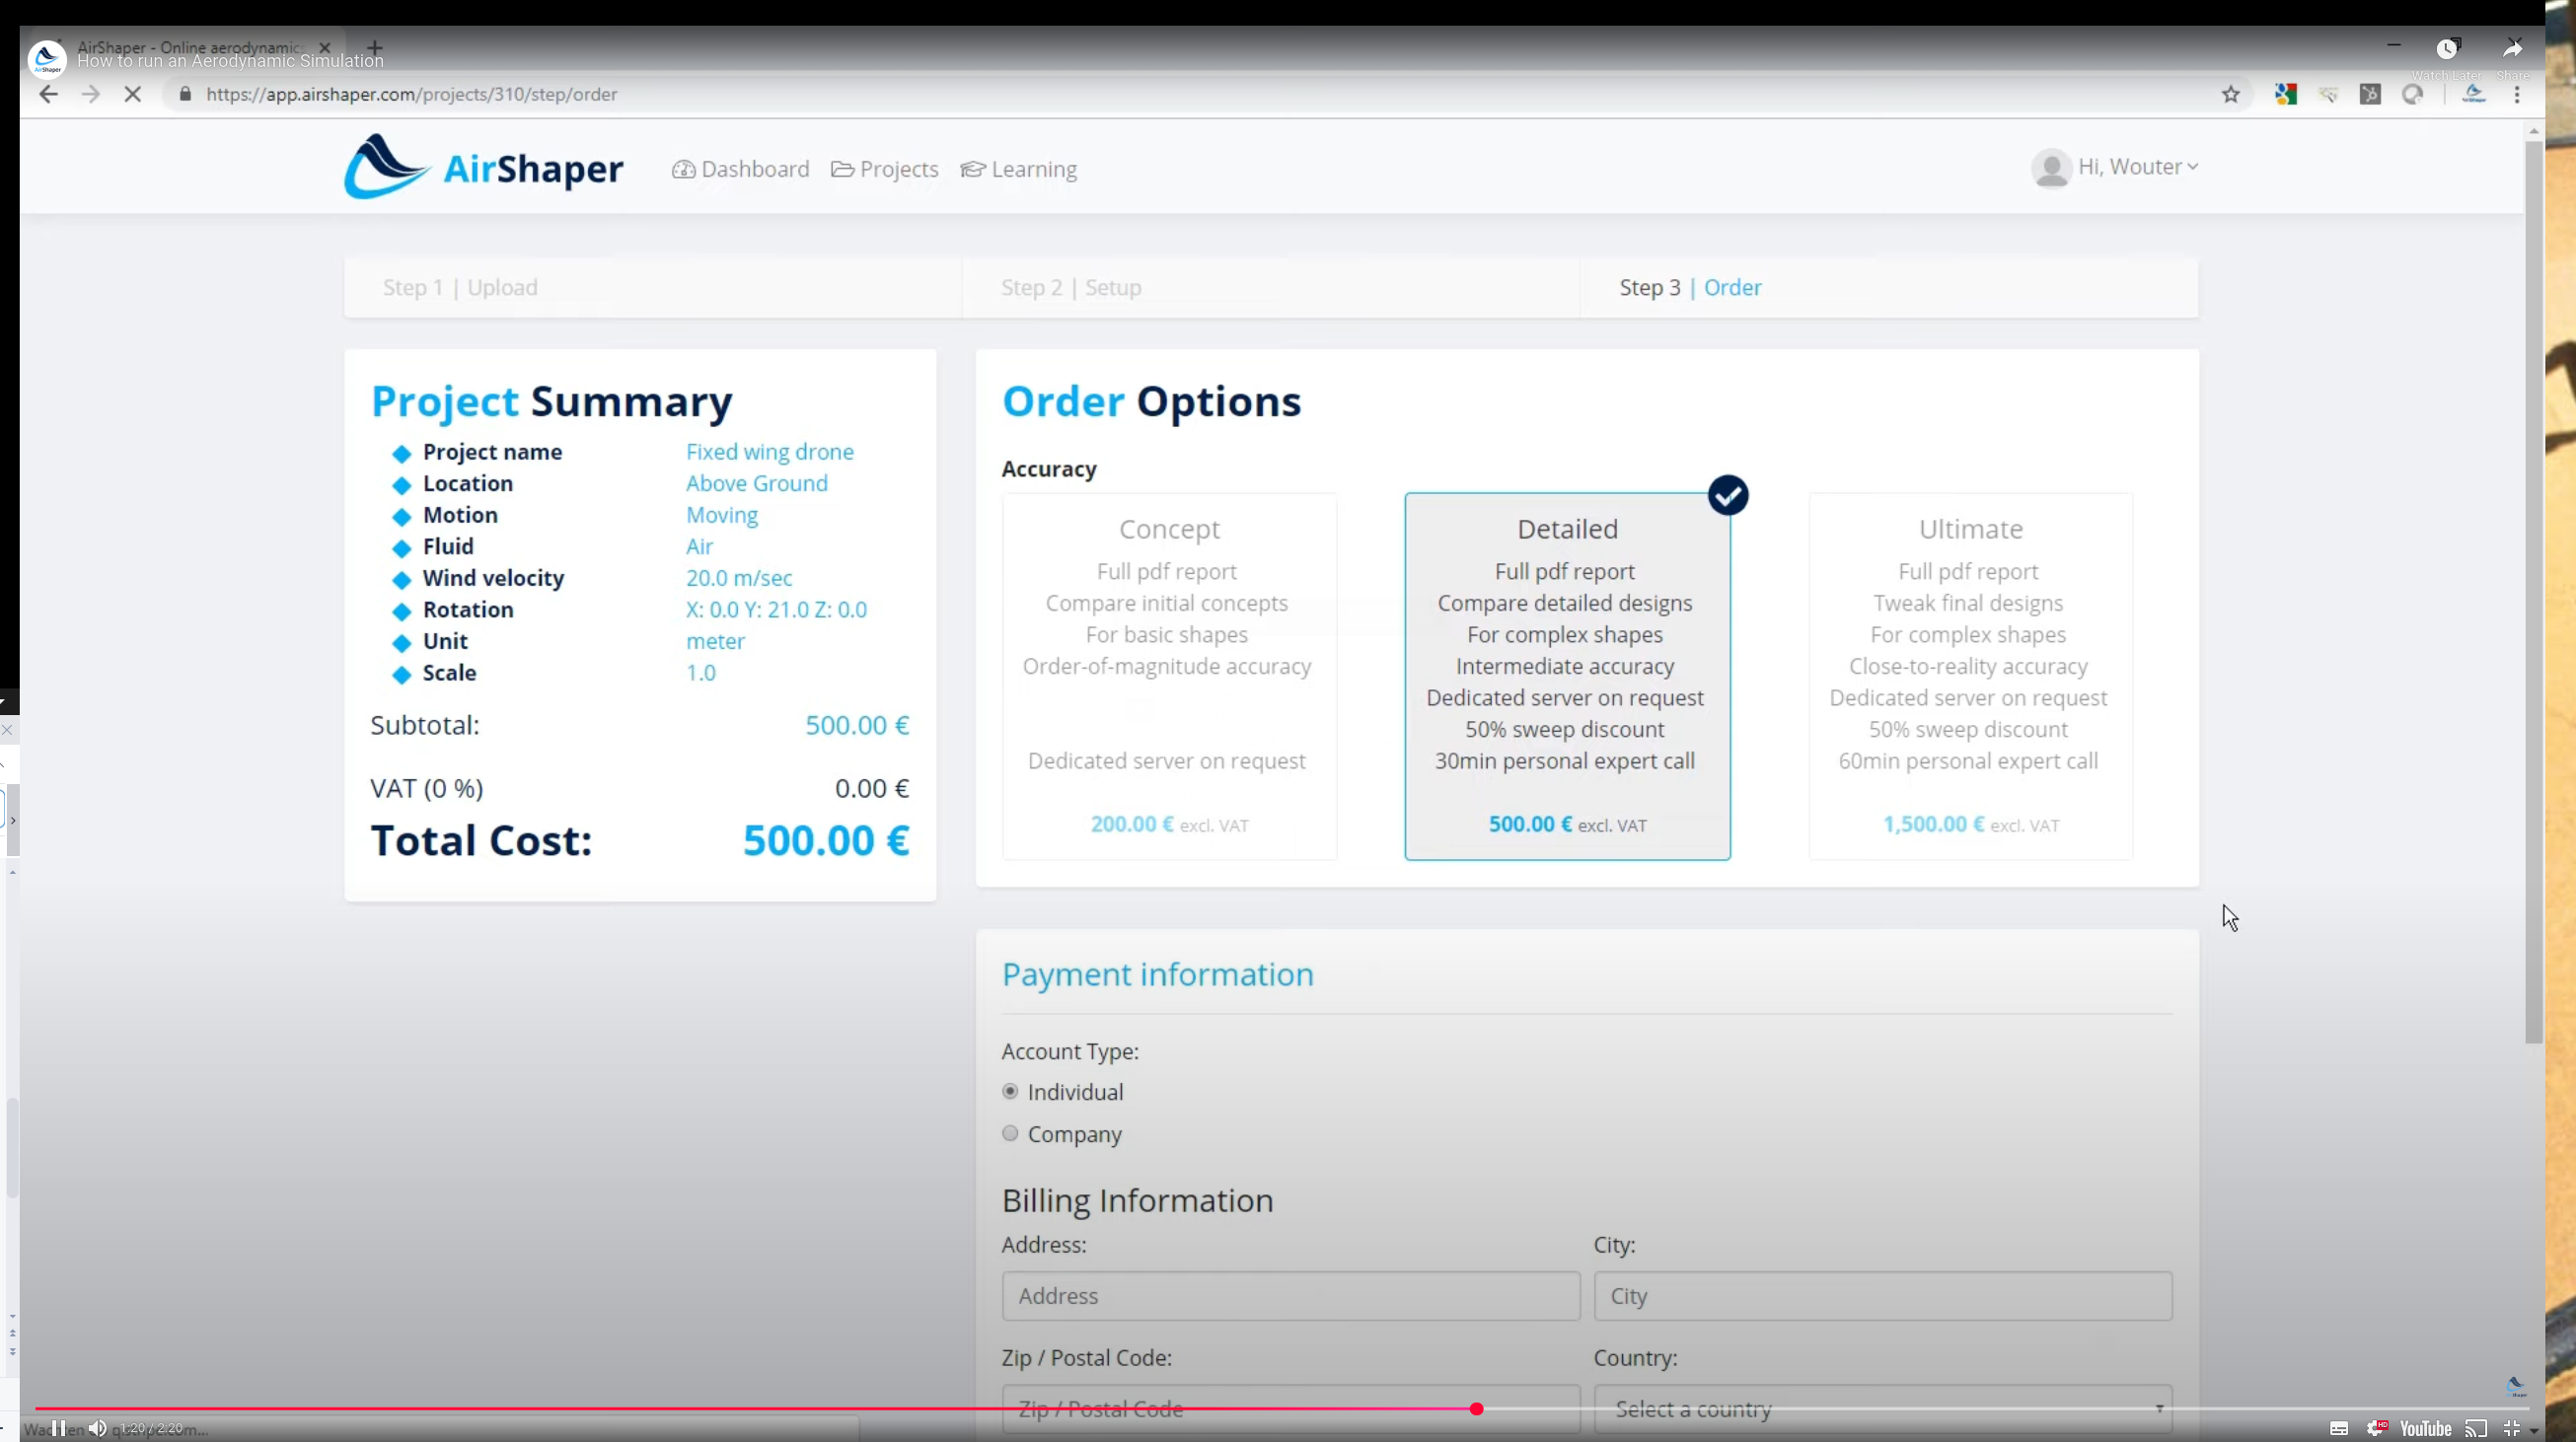 AirShaper - Online aerodynamics
How to run an Aerodynamic Simulation
Watch Later
Share
https://app.airshaper.com/projects/310/step/order
AirShaper
Dashboard
Projects
Learning
Hi, Wouter
Step 1 | Upload
Step 2 | Setup
Step 3 | Order
Project Summary
Project name Fixed wing drone
Location Above Ground
Motion Moving
Fluid Air
Wind velocity 20.0 m/sec
Rotation X: 0.0 Y: 21.0 Z: 0.0
Unit meter
Scale 1.0
Subtotal: 500.00 €
VAT (0 %) 0.00 €
Total Cost: 500.00 €
Order Options
Accuracy
Concept
Full pdf report
Compare initial concepts
For basic shapes
Order-of-magnitude accuracy
Dedicated server on request
200.00 € excl. VAT
Detailed
Full pdf report
Compare detailed designs
For complex shapes
Intermediate accuracy
Dedicated server on request
50% sweep discount
30min personal expert call
500.00 € excl. VAT
Ultimate
Full pdf report
Tweak final designs
For complex shapes
Close-to-reality accuracy
Dedicated server on request
50% sweep discount
60min personal expert call
1,500.00 € excl. VAT
Payment information
Account Type:
Individual
Company
Billing Information
Address:
Address
City:
City
Zip / Postal Code:
Zip / Postal Code
Country:
Select a country
1:20 / 2:20
HD
YouTube